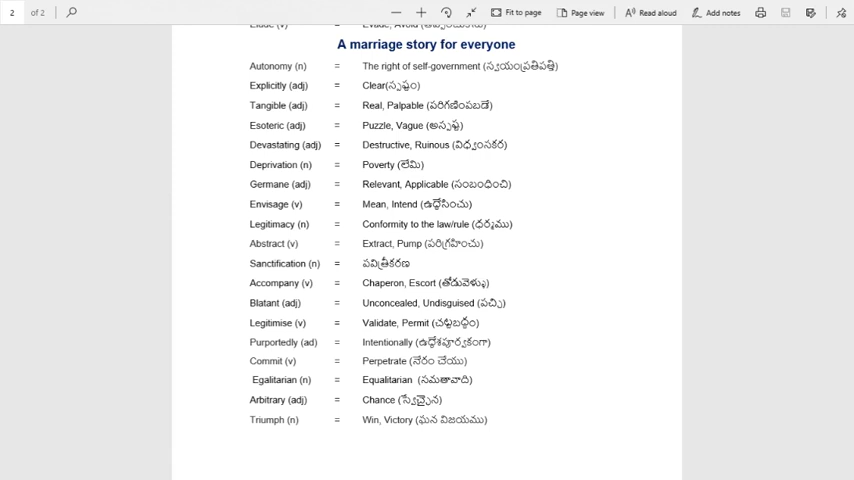 2 of 2 Fit to page Page view Read aloud Add notes
A marriage story for everyone
Autonomy (n) = The right of self-government (స్వయంప్రతిపత్తి)
Explicitly (adj) = Clear(స్పష్టం)
Tangible (adj) = Real, Palpable (పరిగణింపబడే)
Esoteric (adj) = Puzzle, Vague (అస్పష్ట)
Devastating (adj) = Destructive, Ruinous (విధ్వంసకర)
Deprivation (n) = Poverty (లేమి)
Germane (adj) = Relevant, Applicable (సంబంధించి)
Envisage (v) = Mean, Intend (ఉద్దేసించు)
Legitimacy (n) = Conformity to the law/rule (ధర్మము)
Abstract (v) = Extract, Pump (పరిగ్రహించు)
Sanctification (n) = పవిత్రీకరణ
Accompany (v) = Chaperon, Escort (తోడువెళ్ళు)
Blatant (adj) = Unconcealed, Undisguised (పచ్చి)
Legitimise (v) = Validate, Permit (చట్టబద్దం)
Purportedly (ad) = Intentionally (ఉద్దేశపూర్వకంగా)
Commit (v) = Perpetrate (నేరం చేయు)
Egalitarian (n) = Equalitarian (సమతావాది)
Arbitrary (adj) = Chance (స్వేచ్ఛైన)
Triumph (n) = Win, Victory (ఘన విజయము)